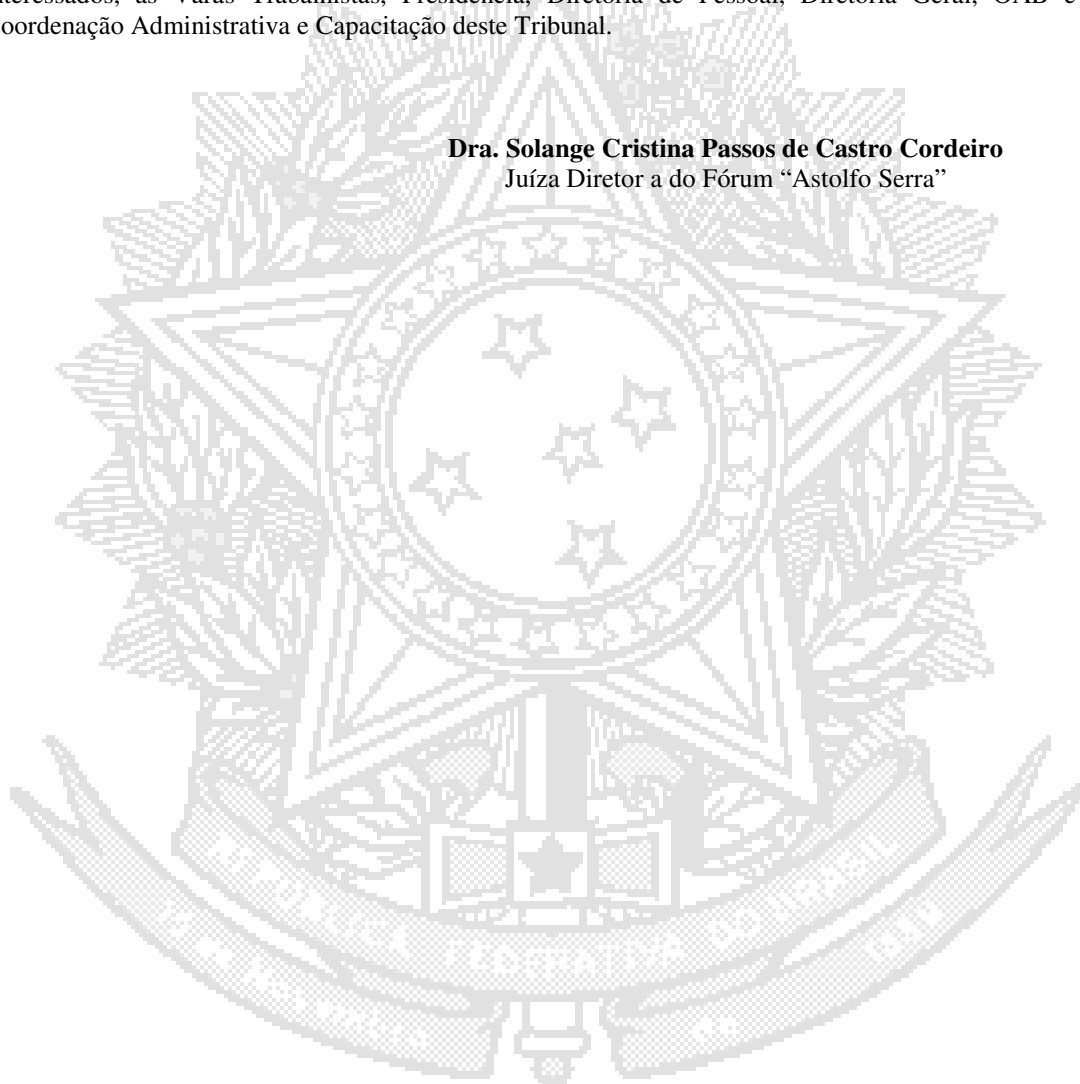 interessados, as Varas Trabalhistas, Presidência, Diretoria de Pessoal, Diretoria Geral, OAB e
oordenação Administrativa e Capacitação deste Tribunal.
Dra. Solange Cristina Passos de Castro Cordeiro
Juíza Diretor a do Fórum “Astolfo Serra”